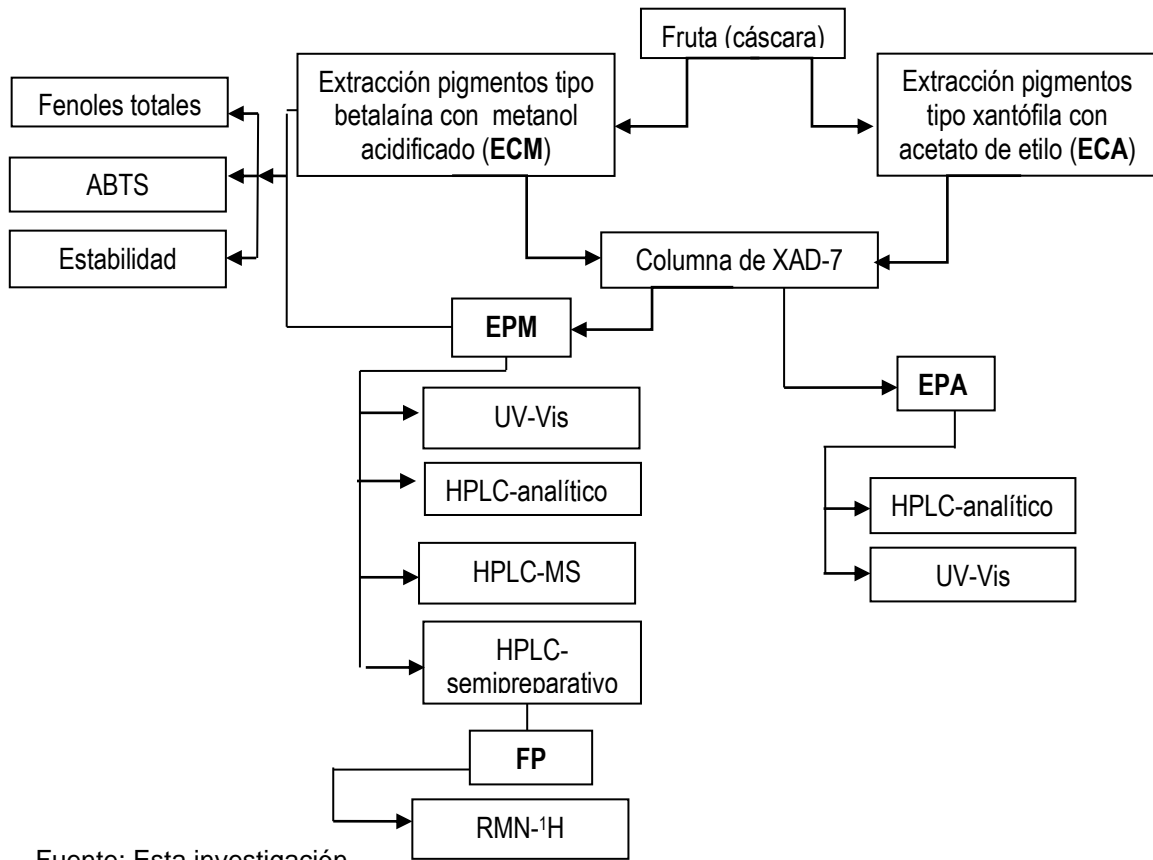 Fruta (cáscara)
Extracción pigmentos tipo
betalaína con metanol
acidificado (ECM)
Extracción pigmentos
tipo xantófila con
acetato de etilo (ECA)
Fenoles totales
ABTS
Estabilidad
Columna de XAD-7
EPM
EPA
UV-Vis
HPLC-analítico
HPLC-MS
HPLC-
semipreparativo
HPLC-analítico
UV-Vis
FP
RMN-¹H
Fuente: Esta investigación